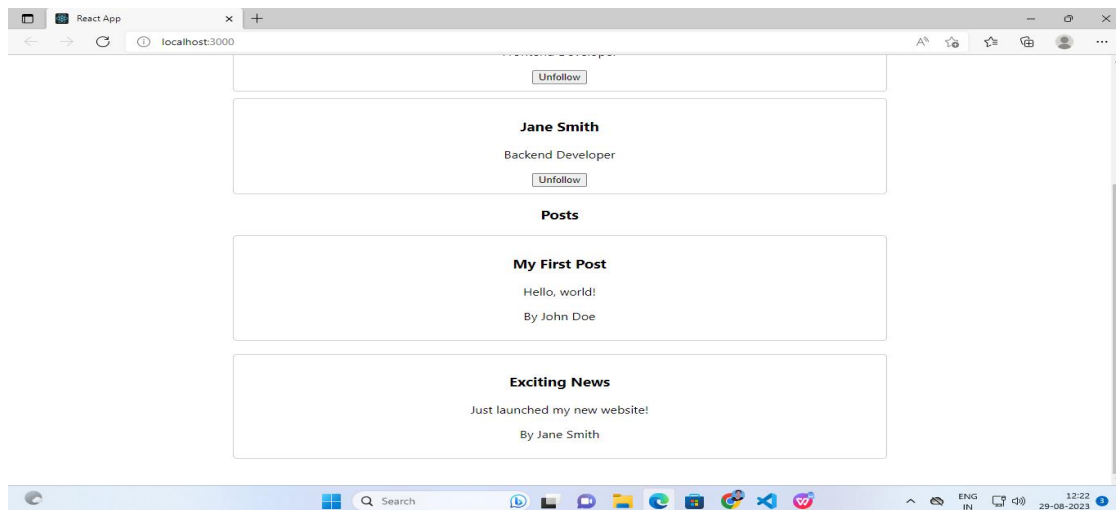 React App
localhost:3000
Unfollow
Jane Smith
Backend Developer
Unfollow
Posts
My First Post
Hello, world!
By John Doe
Exciting News
Just launched my new website!
By Jane Smith
Search
ENG
IN
12:22
29-08-2023
3